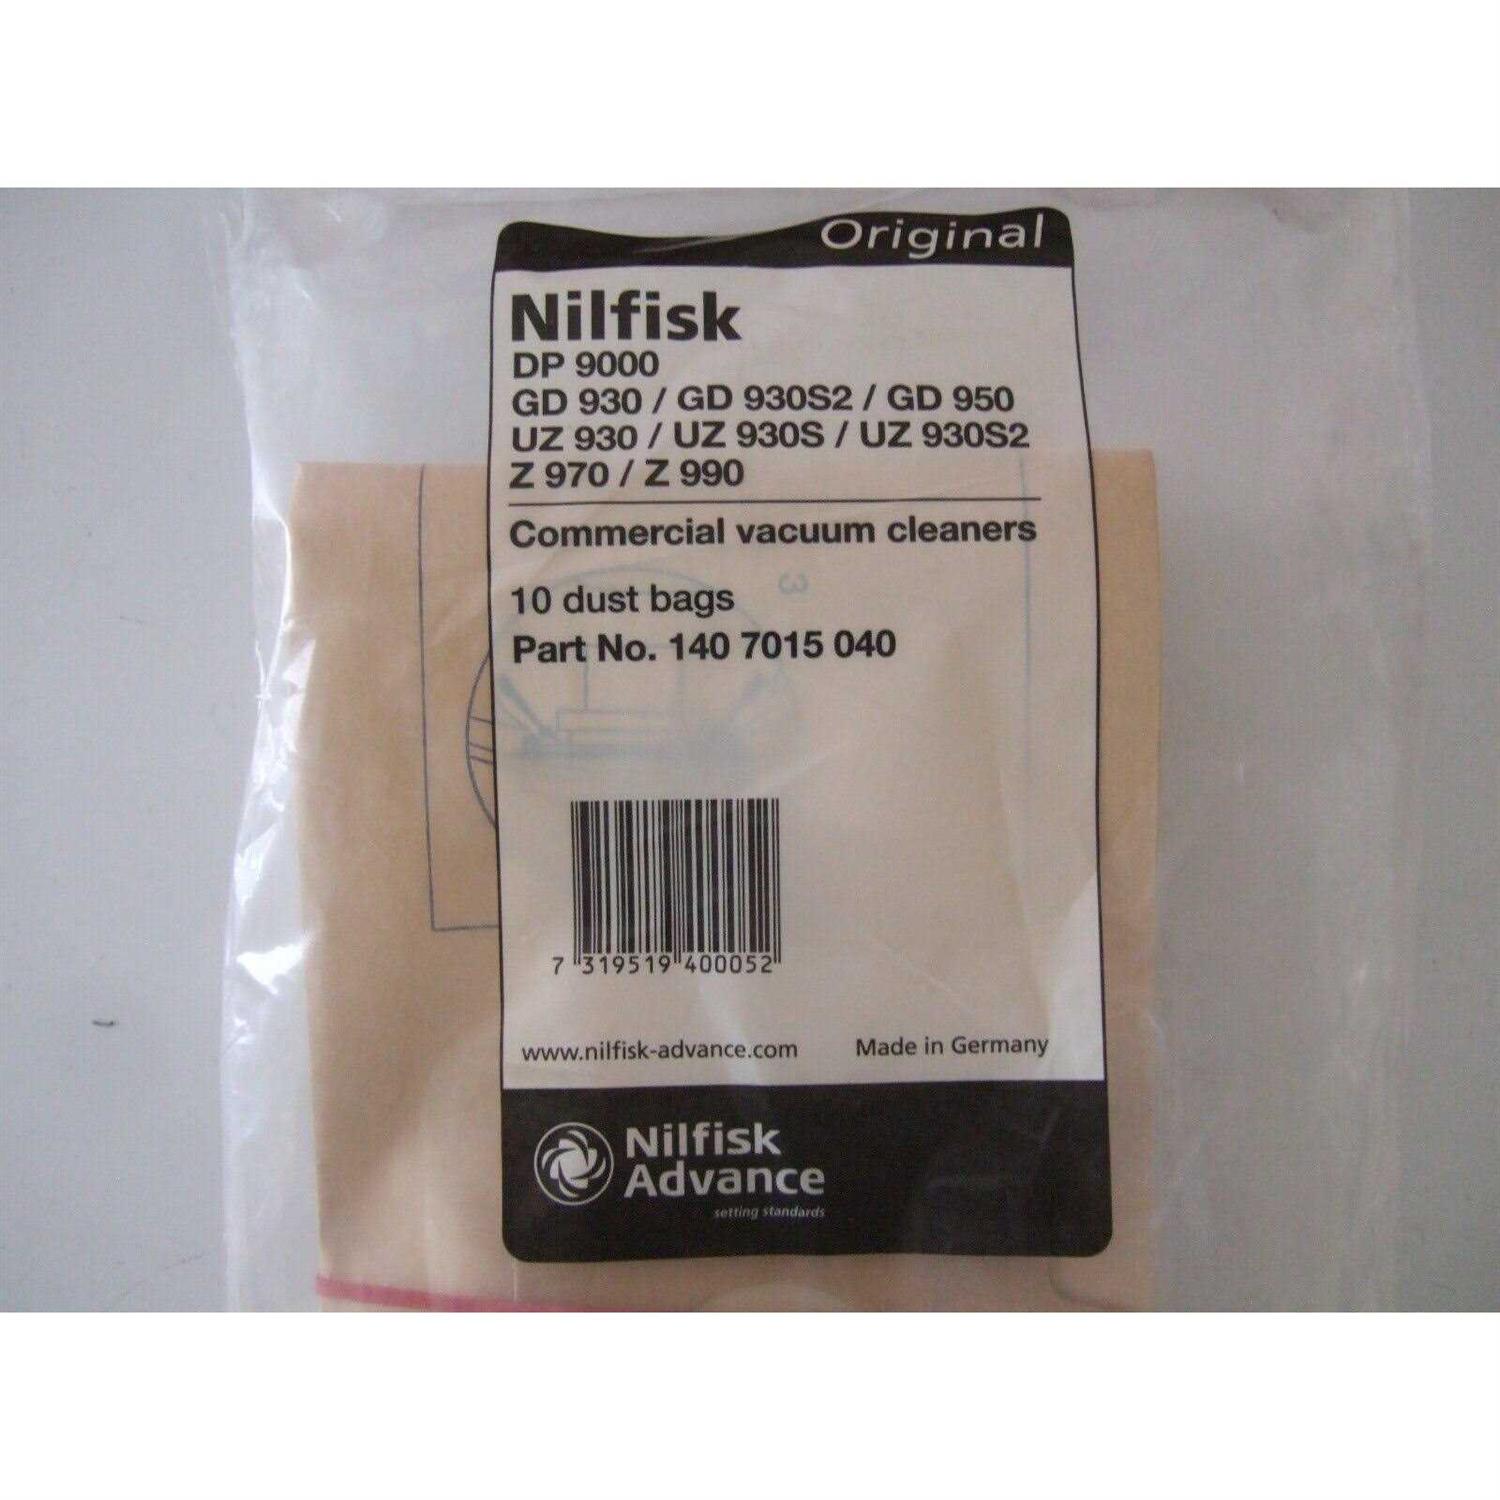 Original
Nilfisk
DP 9000
GD 930 / GD 930S2 / GD 950
UZ 930 / UZ 930S / UZ 930S2
Z 970 / Z 990
Commercial vacuum cleaners
3
10 dust bags
Part No. 140 7015 040
7 319519 400052
www.nilfisk-advance.com Made in Germany
Nilfisk
Advance
setting standards